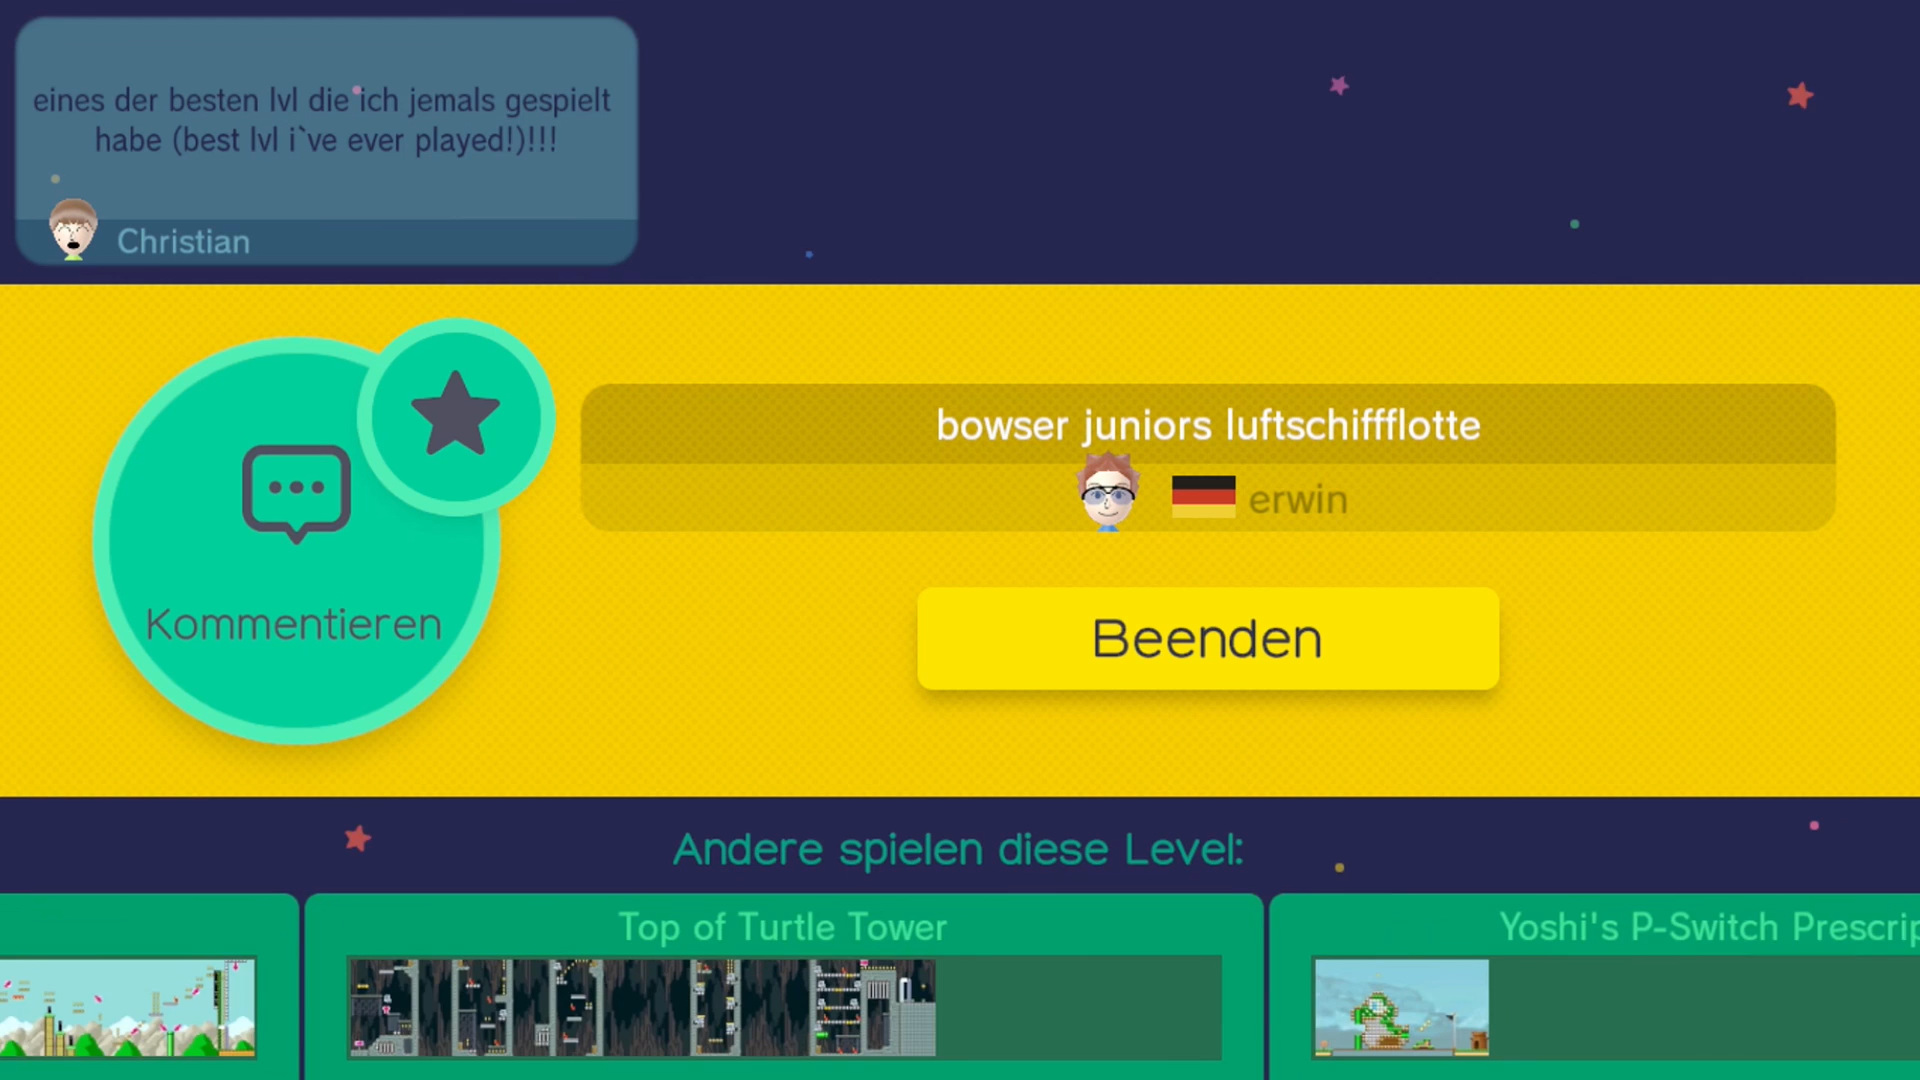 eines der besten lvl die ich jemals gespielt
habe (best lvl i`ve ever played!)!!!
Christian
bowser juniors luftschiffflotte
erwin
Kommentieren
Beenden
Andere spielen diese Level:
Top of Turtle Tower
Yoshi's P-Switch